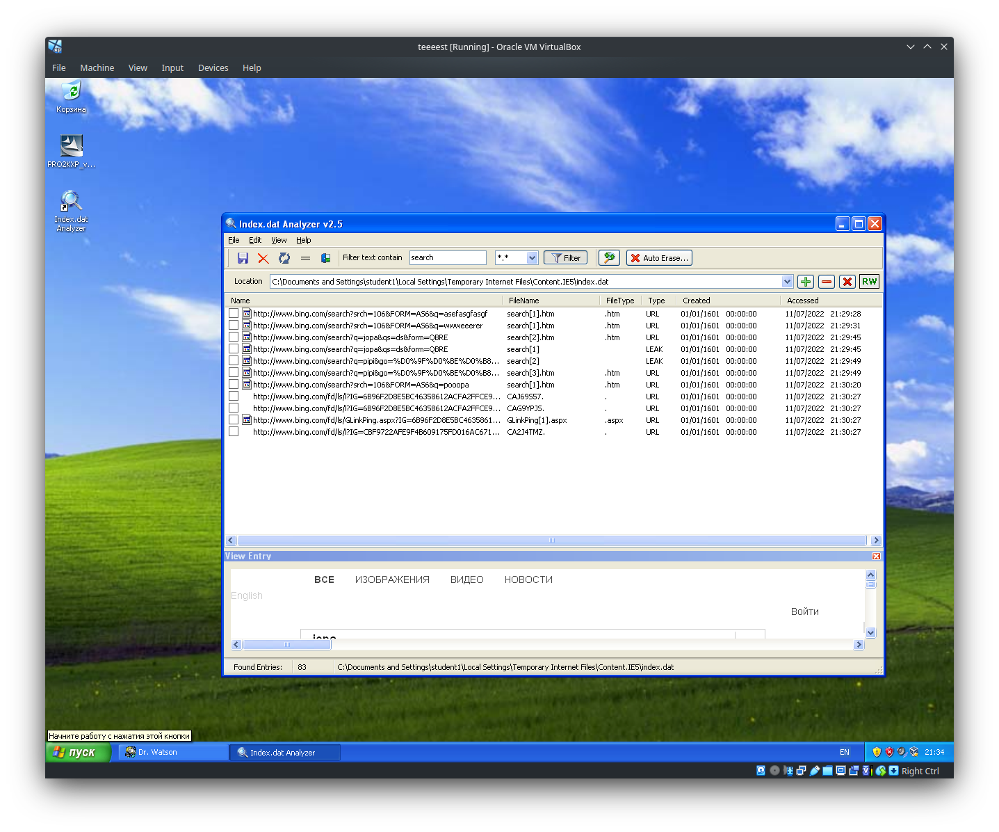 teeeest [Running] - Oracle VM VirtualBox
File Machine View Input Devices Help
Корзина
PRO2KXP_v...
Index.dat
Analyzer
Index.dat Analyzer v2.5
File Edit View Help
Filter text contain search *.* Filter Auto Erase...
Location C:\Documents and Settings\student1\Local Settings\Temporary Internet Files\Content.IE5\index.dat RW
Name FileName FileType Type Created Accessed
http://www.bing.com/search?srch=106&FORM=AS6&q=asefasgfasgf search[1].htm .htm URL 01/01/1601 00:00:00 11/07/2022 21:29:28
http://www.bing.com/search?srch=106&FORM=AS6&q=wwweeerer search[1].htm .htm URL 01/01/1601 00:00:00 11/07/2022 21:29:31
http://www.bing.com/search?q=jopa&qs=ds&form=QBRE search[2].htm .htm URL 01/01/1601 00:00:00 11/07/2022 21:29:45
http://www.bing.com/search?q=jopa&qs=ds&form=QBRE search[1] LEAK 01/01/1601 00:00:00 11/07/2022 21:29:45
http://www.bing.com/search?q=pipi&go=%D0%9F%D0%BE%D0%B8... search[2] LEAK 01/01/1601 00:00:00 11/07/2022 21:29:49
http://www.bing.com/search?q=pipi&go=%D0%9F%D0%BE%D0%B8... search[3].htm .htm URL 01/01/1601 00:00:00 11/07/2022 21:29:49
http://www.bing.com/search?srch=106&FORM=AS6&q=pooopa search[1].htm .htm URL 01/01/1601 00:00:00 11/07/2022 21:30:20
http://www.bing.com/fd/ls/l?IG=6B96F2D8E5BC46358612ACFA2FFCE9... CAJ69S57. . URL 01/01/1601 00:00:00 11/07/2022 21:30:27
http://www.bing.com/fd/ls/l?IG=6B96F2D8E5BC46358612ACFA2FFCE9... CAG9YPJS. . URL 01/01/1601 00:00:00 11/07/2022 21:30:27
http://www.bing.com/fd/ls/GLinkPing.aspx?IG=6B96F2D8E5BC4635861... GLinkPing[1].aspx .aspx URL 01/01/1601 00:00:00 11/07/2022 21:30:27
http://www.bing.com/fd/ls/l?IG=CBF9722AFE9F4B609175FD016AC671... CA2J4TMZ. . URL 01/01/1601 00:00:00 11/07/2022 21:30:27
View Entry
ВСЕ ИЗОБРАЖЕНИЯ ВИДЕО НОВОСТИ
English
Войти
jopa
Found Entries: 83 C:\Documents and Settings\student1\Local Settings\Temporary Internet Files\Content.IE5\index.dat
Начните работу с нажатия этой кнопки
пуск Dr. Watson Index.dat Analyzer EN 21:34
Right Ctrl